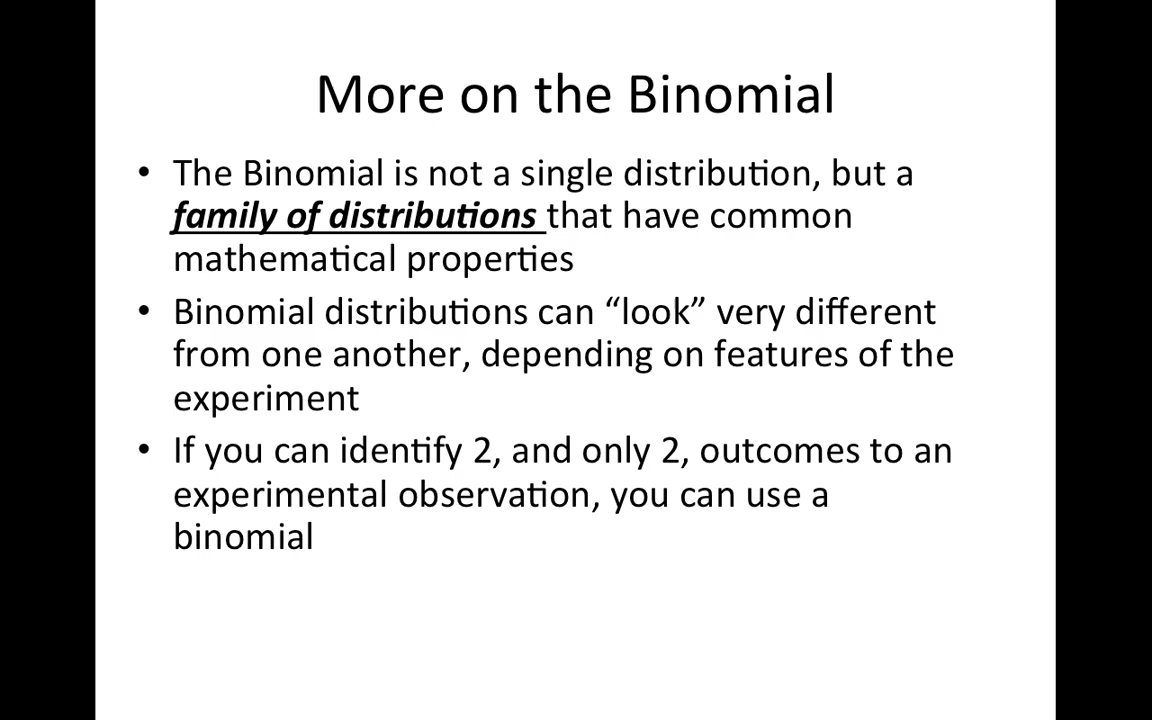 More on the Binomial
• The Binomial is not a single distribution, but a
family of distributions that have common
mathematical properties
• Binomial distributions can “look” very different
from one another, depending on features of the
experiment
• If you can identify 2, and only 2, outcomes to an
experimental observation, you can use a
binomial